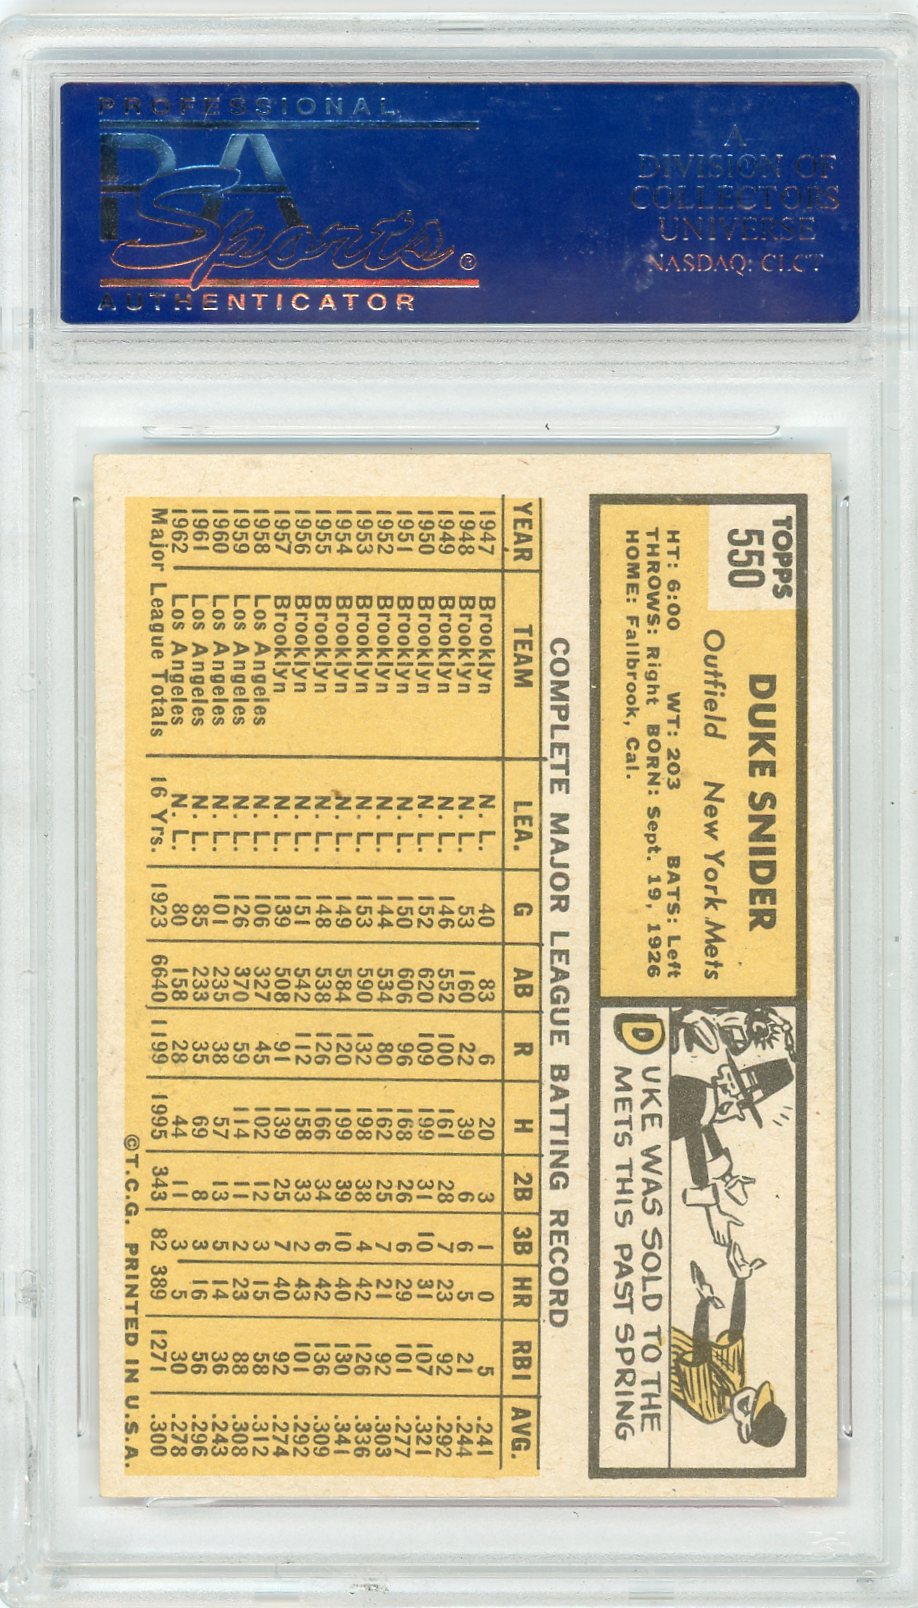 PROFESSIONAL
PSA
Sports®
AUTHENTICATOR
A
DIVISION OF
COLLECTORS
UNIVERSE
NASDAQ: CLCT
TOPPS
550
DUKE SNIDER
Outfield New York Mets
HT: 6:00 WT: 203 BATS: Left
THROWS: Right BORN: Sept. 19, 1926
HOME: Fallbrook, Cal.
DUKE WAS SOLD TO THE
METS THIS PAST SPRING
COMPLETE MAJOR LEAGUE BATTING RECORD
YEAR TEAM LEA. G AB R H 2B 3B HR RBI AVG.
1947 Brooklyn N. L. 40 83 6 20 3 1 0 5 .241
1948 Brooklyn N. L. 53 160 22 39 6 6 5 21 .244
1949 Brooklyn N. L. 146 552 100 161 28 7 23 92 .292
1950 Brooklyn N. L. 152 620 109 199 31 10 31 107 .321
1951 Brooklyn N. L. 150 606 96 168 26 6 29 101 .277
1952 Brooklyn N. L. 144 534 80 162 25 7 21 92 .303
1953 Brooklyn N. L. 153 590 132 198 38 4 42 126 .336
1954 Brooklyn N. L. 149 584 120 199 39 10 40 130 .341
1955 Brooklyn N. L. 148 538 126 166 34 6 42 136 .309
1956 Brooklyn N. L. 151 542 112 158 33 2 43 101 .292
1957 Brooklyn N. L. 139 508 91 139 25 7 40 92 .274
1958 Los Angeles N. L. 106 327 45 102 12 3 15 58 .312
1959 Los Angeles N. L. 126 370 59 114 11 2 23 88 .308
1960 Los Angeles N. L. 101 235 38 57 13 5 14 36 .243
1961 Los Angeles N. L. 85 233 35 69 8 3 16 56 .296
1962 Los Angeles N. L. 80 158 28 44 11 3 5 30 .278
Major League Totals 16 Yrs. 1923 6640 1199 1995 343 82 389 1271 .300
©T.C.G. PRINTED IN U.S.A.